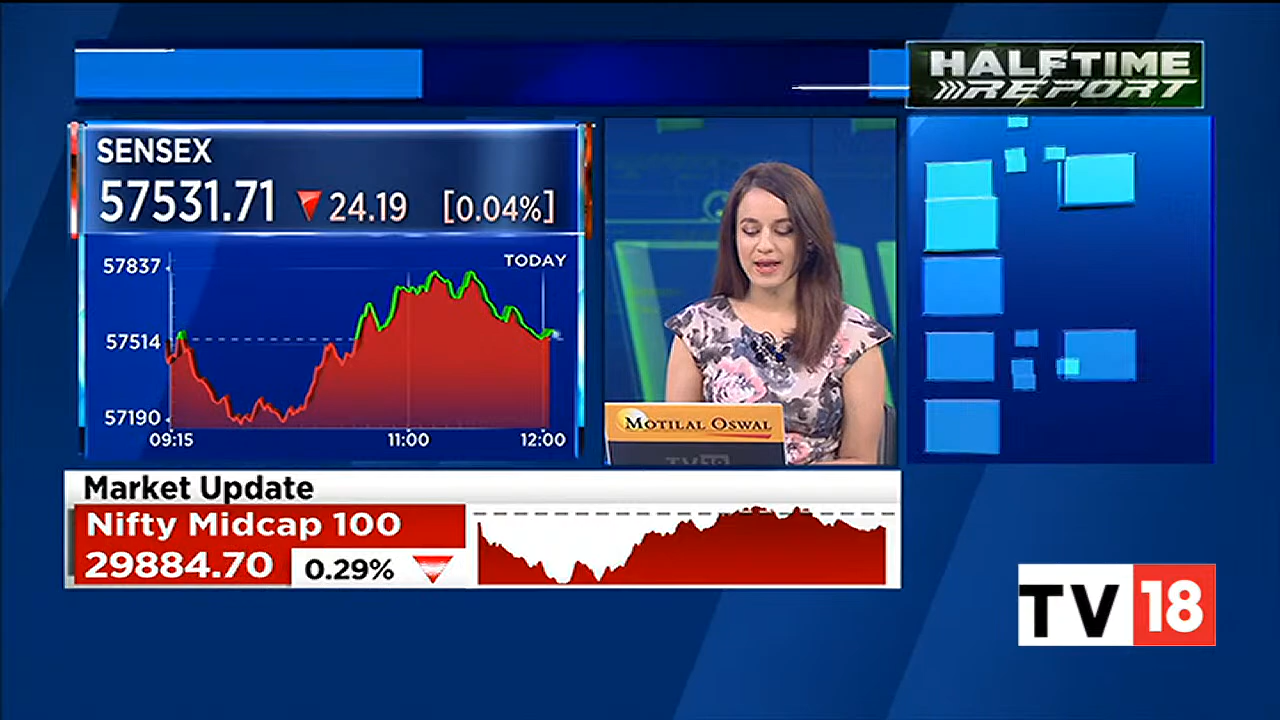 HALFTIME
REPORT
SENSEX
57531.71 ▼ 24.19 [0.04%]
TODAY
57837
57514
57190
09:15 11:00 12:00
MOTILAL OSWAL
TV18
Market Update
Nifty Midcap 100
29884.70 0.29% ▼
TV18